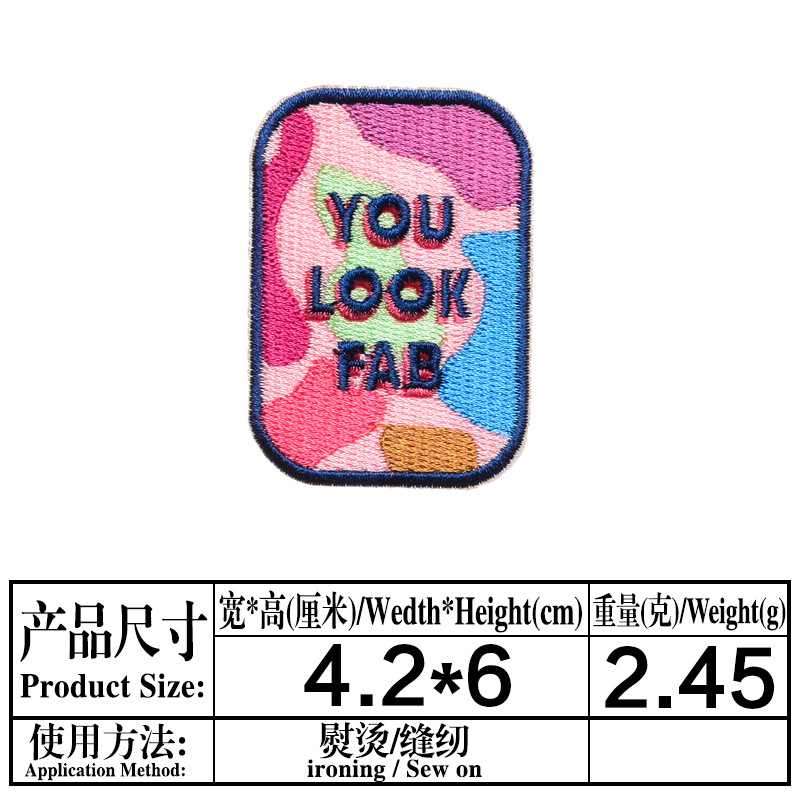 YOU
LOOK
FAB
产品尺寸
Product Size:
宽*高(厘米)/Wedth*Height(cm)
重量(克)/Weight(g)
4.2*6
2.45
使用方法:
Application Method:
熨烫/缝纫
ironing / Sew on